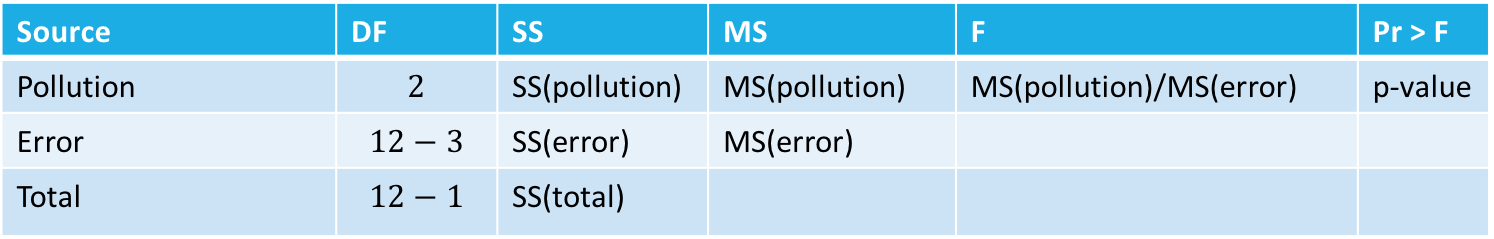 Source DF SS MS F Pr > F
Pollution 2 SS(pollution) MS(pollution) MS(pollution)/MS(error) p-value
Error 12 − 3 SS(error) MS(error)
Total 12 − 1 SS(total)